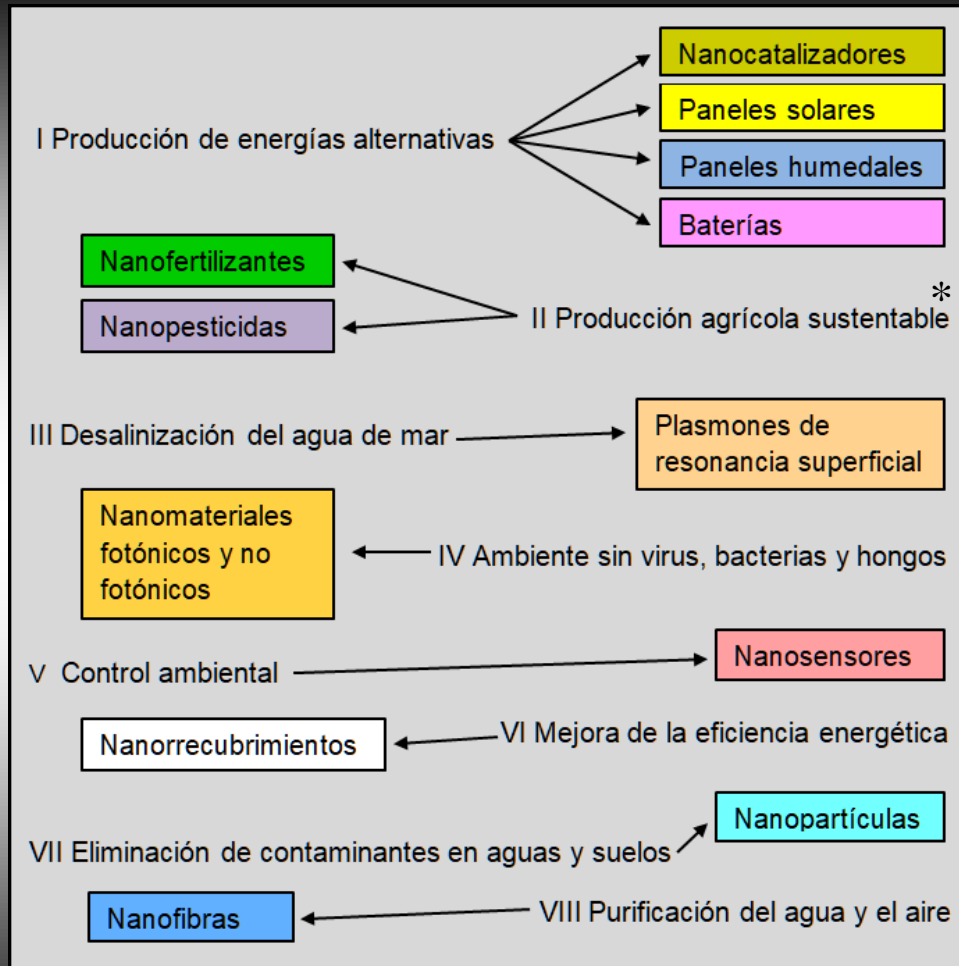 Nanocatalizadores
Paneles solares
I Producción de energías alternativas
Paneles humedales
Baterías
Nanofertilizantes
*
Nanopesticidas
II Producción agrícola sustentable
III Desalinización del agua de mar
Plasmones de
resonancia superficial
Nanomateriales
fotónicos y no
fotónicos
IV Ambiente sin virus, bacterias y hongos
V Control ambiental
Nanosensores
Nanorrecubrimientos
VI Mejora de la eficiencia energética
Nanopartículas
VII Eliminación de contaminantes en aguas y suelos
Nanofibras
VIII Purificación del agua y el aire